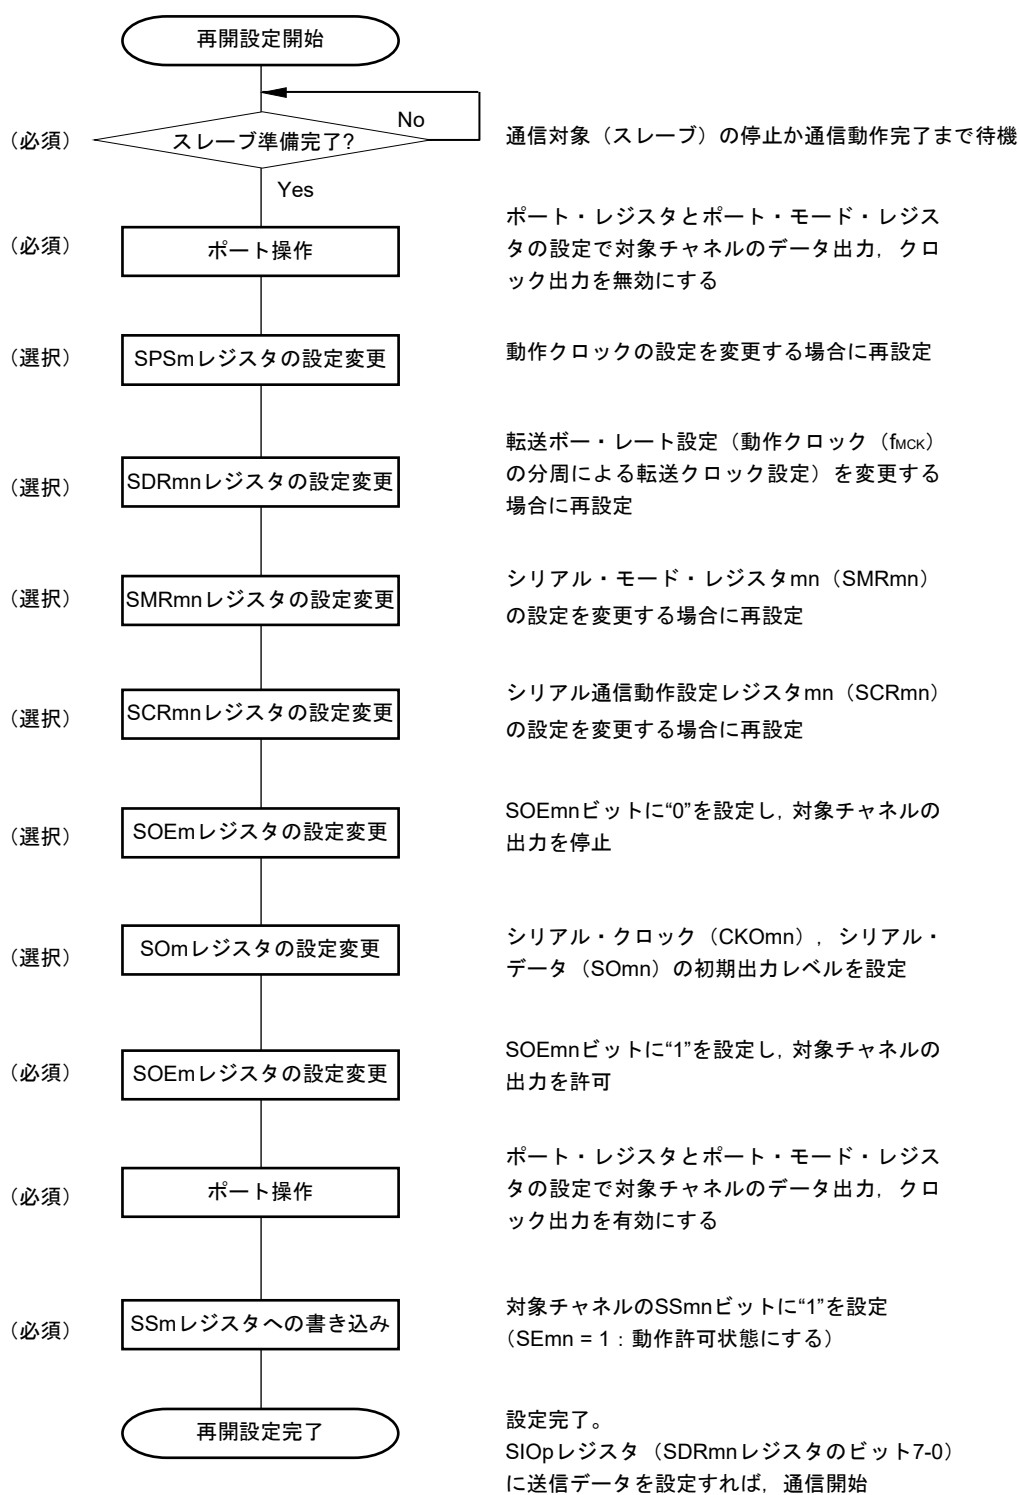 再開設定開始
No
(必須)
スレーブ準備完了?
通信対象(スレーブ)の停止か通信動作完了まで待機
Yes
(必須)
ポート操作
ポート・レジスタとポート・モード・レジス
タの設定で対象チャネルのデータ出力,クロ
ック出力を無効にする
(選択)
SPSmレジスタの設定変更
動作クロックの設定を変更する場合に再設定
(選択)
SDRmnレジスタの設定変更
転送ボー・レート設定(動作クロック(fMCK)
の分周による転送クロック設定)を変更する
場合に再設定
(選択)
SMRmnレジスタの設定変更
シリアル・モード・レジスタmn(SMRmn)
の設定を変更する場合に再設定
(選択)
SCRmnレジスタの設定変更
シリアル通信動作設定レジスタmn(SCRmn)
の設定を変更する場合に再設定
(選択)
SOEmレジスタの設定変更
SOEmnビットに“0”を設定し,対象チャネルの
出力を停止
(選択)
SOmレジスタの設定変更
シリアル・クロック(CKOmn),シリアル・
データ(SOmn)の初期出力レベルを設定
(必須)
SOEmレジスタの設定変更
SOEmnビットに“1”を設定し,対象チャネルの
出力を許可
(必須)
ポート操作
ポート・レジスタとポート・モード・レジス
タの設定で対象チャネルのデータ出力,クロ
ック出力を有効にする
(必須)
SSmレジスタへの書き込み
対象チャネルのSSmnビットに“1”を設定
(SEmn = 1:動作許可状態にする)
再開設定完了
設定完了。
SIOpレジスタ(SDRmnレジスタのビット7-0)
に送信データを設定すれば,通信開始